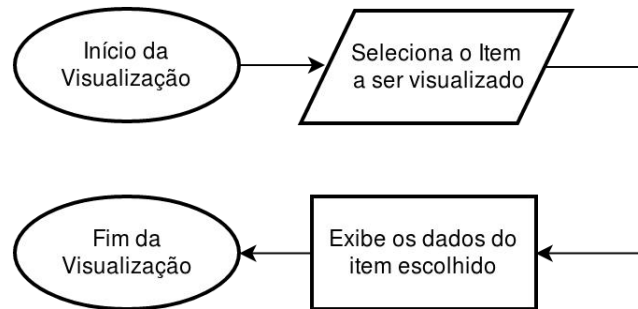 Início da
Visualização
Seleciona o Item
a ser visualizado
Exibe os dados do
item escolhido
Fim da
Visualização